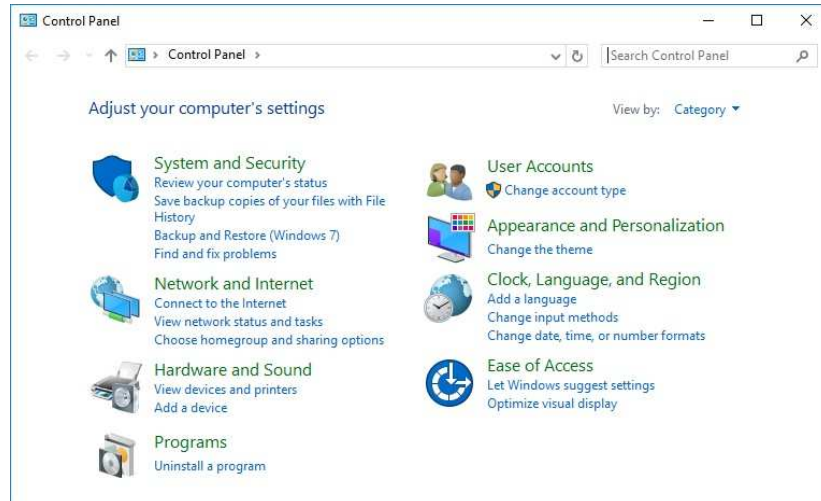 Control Panel
Control Panel
Search Control Panel
Adjust your computer's settings
View by: Category
System and Security
Review your computer's status
Save backup copies of your files with File
History
Backup and Restore (Windows 7)
Find and fix problems
Network and Internet
Connect to the Internet
View network status and tasks
Choose homegroup and sharing options
Hardware and Sound
View devices and printers
Add a device
Programs
Uninstall a program
User Accounts
Change account type
Appearance and Personalization
Change the theme
Clock, Language, and Region
Add a language
Change input methods
Change date, time, or number formats
Ease of Access
Let Windows suggest settings
Optimize visual display